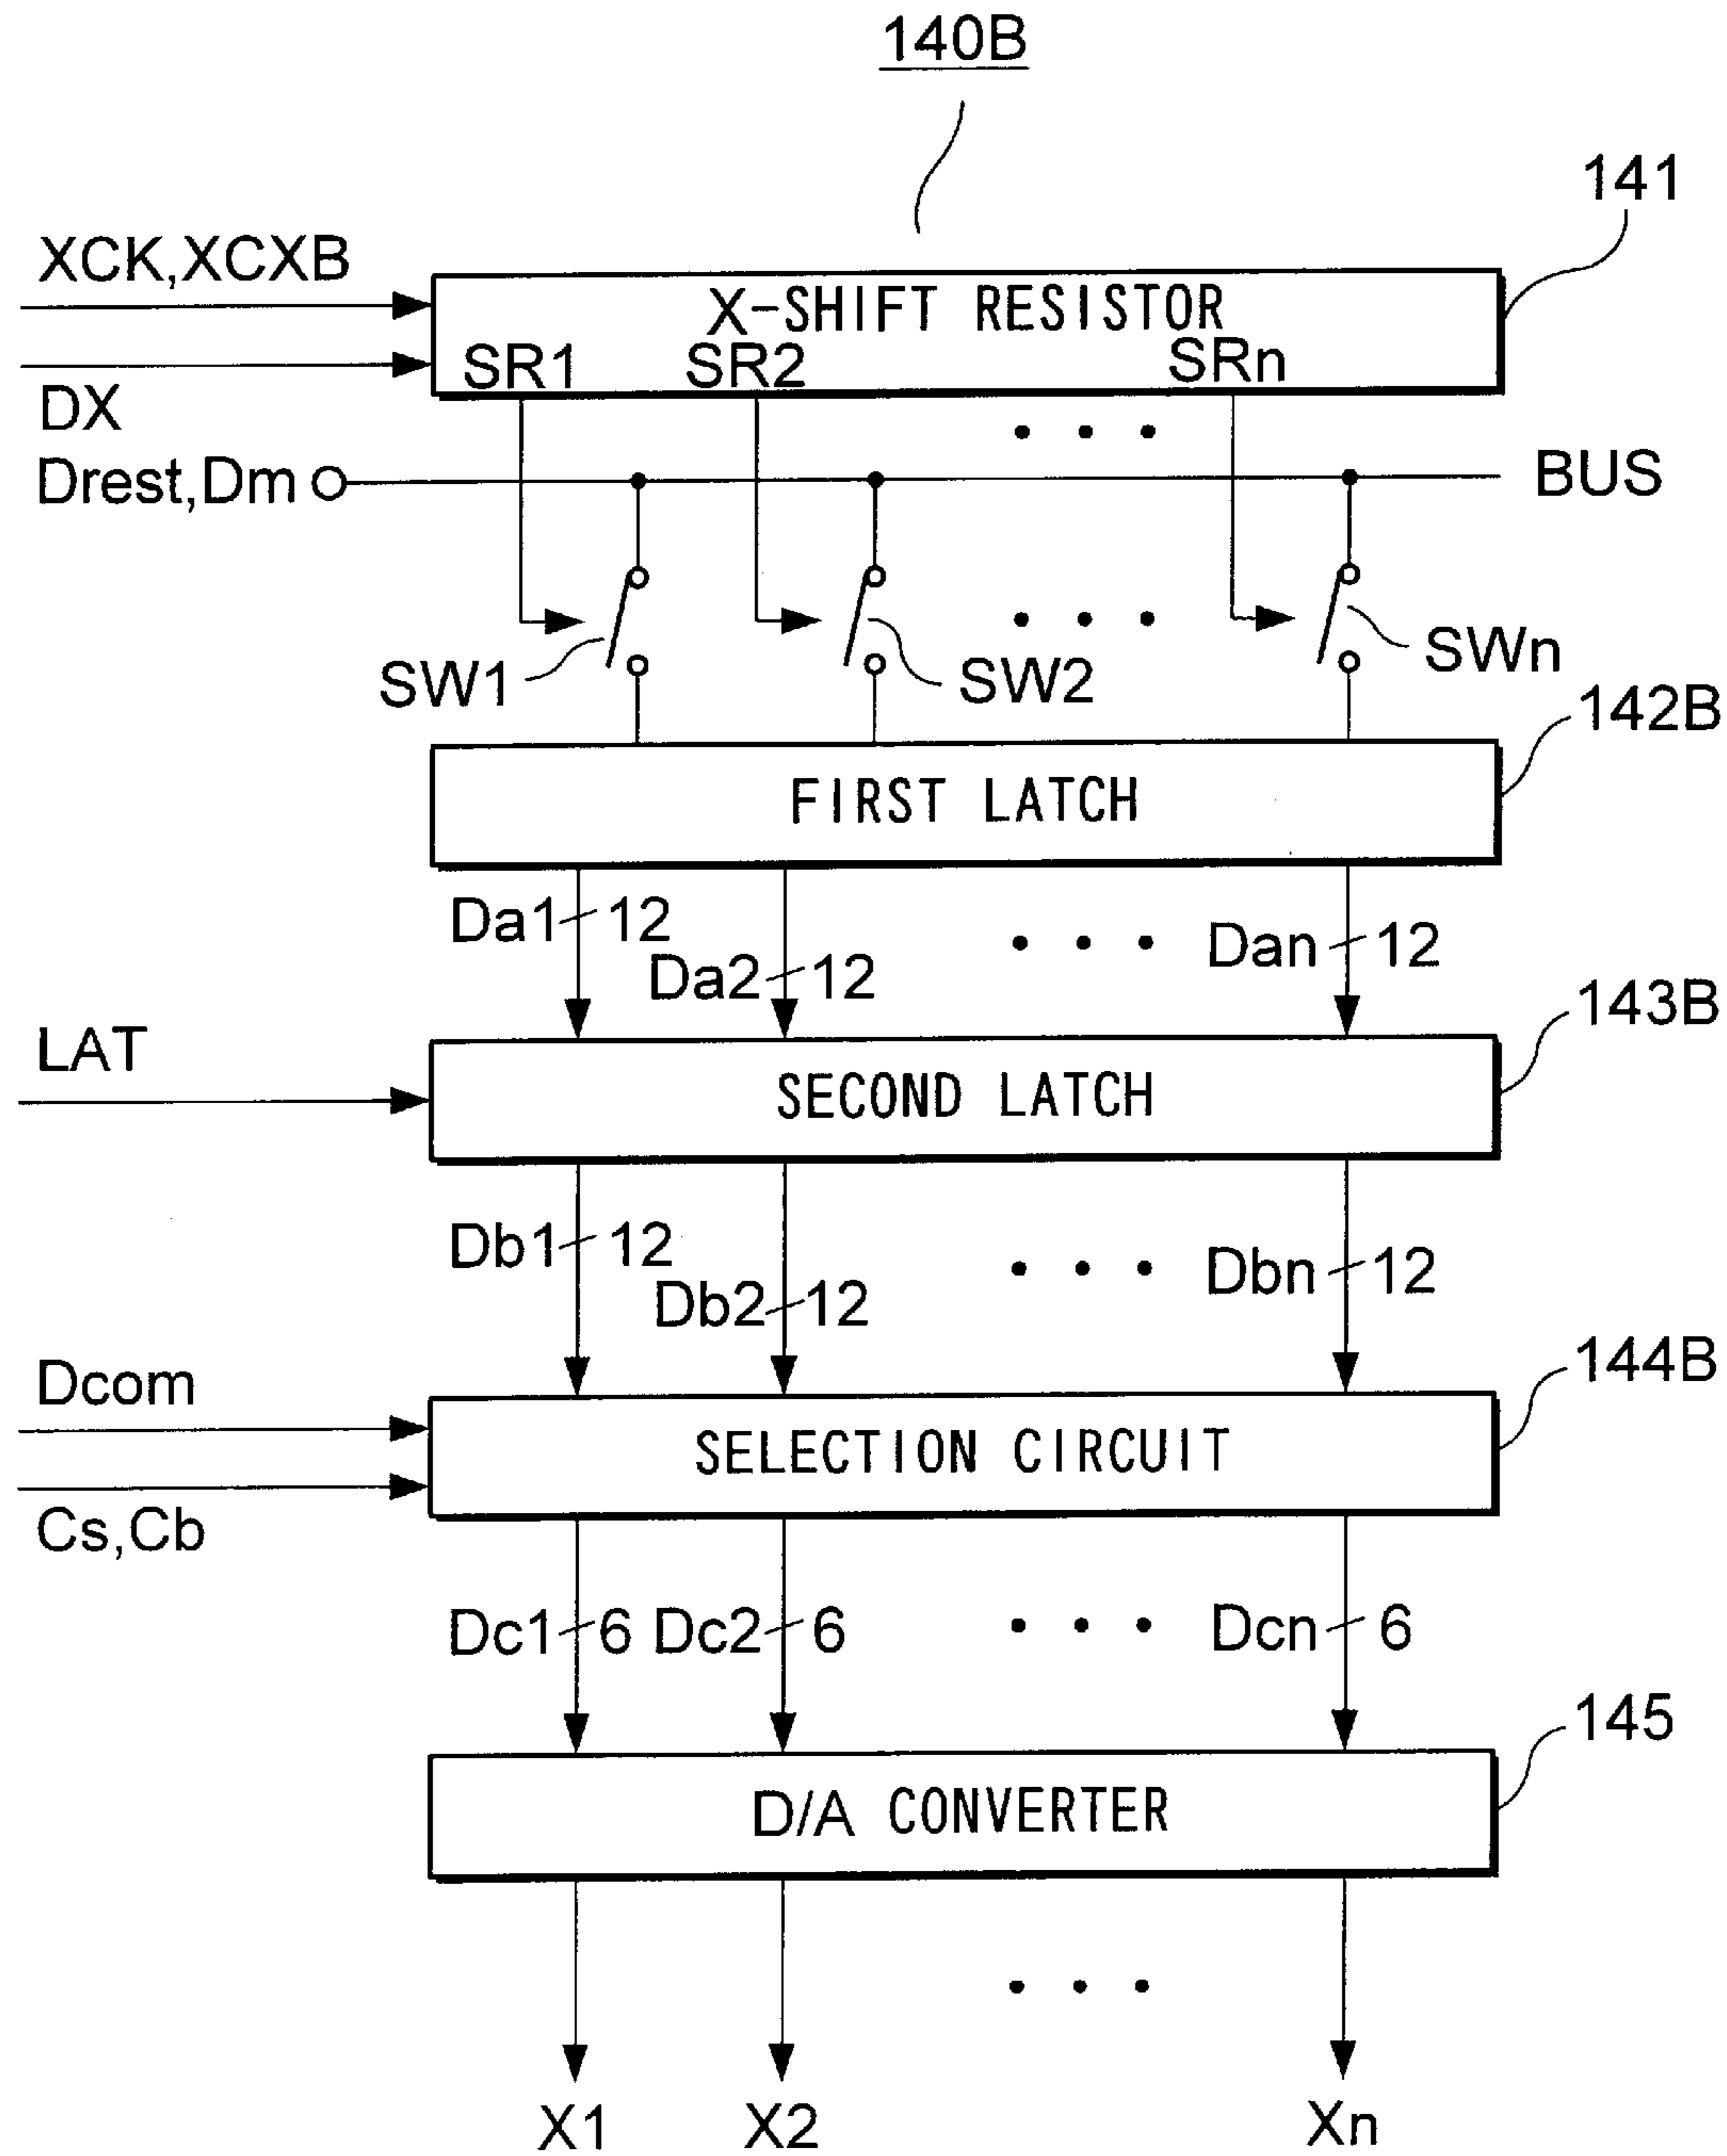 140B
141
XCK,XCXB
X-SHIFT RESISTOR
SR1 SR2 SRn
DX
Drest,Dm
BUS
SW1
SW2
SWn
142B
FIRST LATCH
Da1 12
Da2 12
Dan 12
143B
LAT
SECOND LATCH
Db1 12
Db2 12
Dbn 12
144B
Dcom
SELECTION CIRCUIT
Cs,Cb
Dc1 6
Dc2 6
Dcn 6
145
D/A CONVERTER
X1
X2
Xn